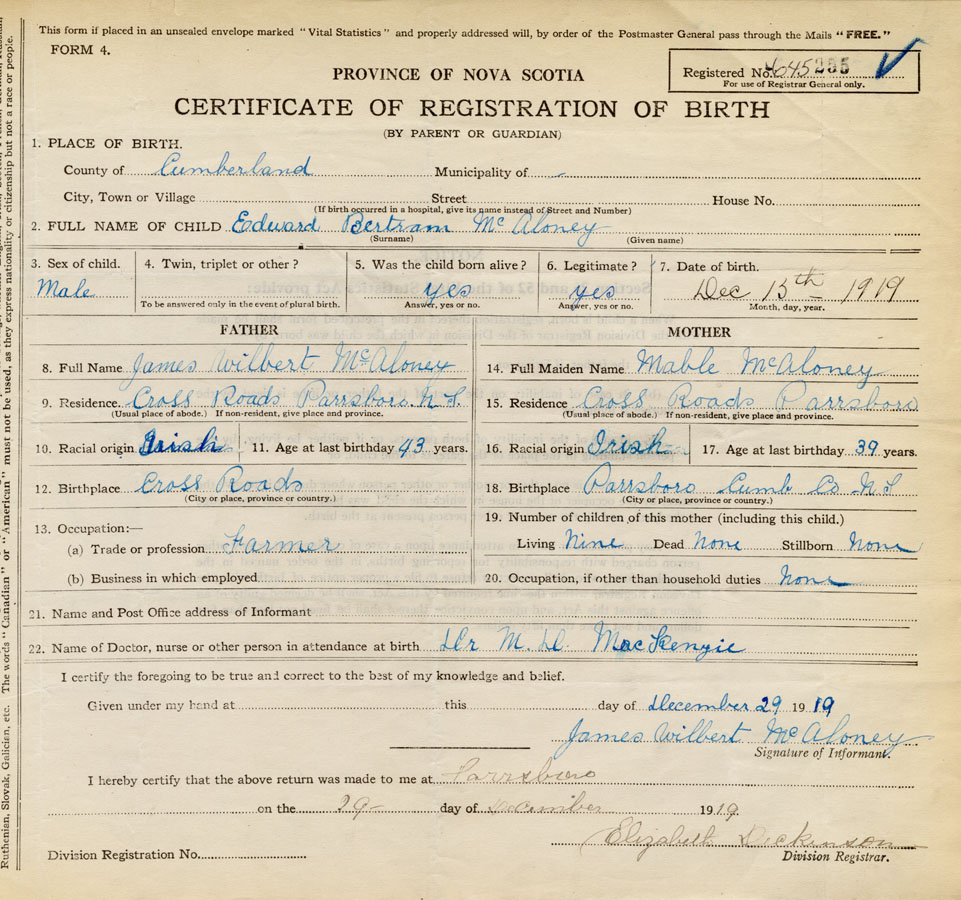 This form if placed in an unsealed envelope marked "Vital Statistics" and properly addressed will, by order of the Postmaster General pass through the Mails "FREE."
FORM 4.
Registered No. 4645 285
For use of Registrar General only.
PROVINCE OF NOVA SCOTIA
CERTIFICATE OF REGISTRATION OF BIRTH
(BY PARENT OR GUARDIAN)
1. PLACE OF BIRTH.
County of Cumberland Municipality of -
City, Town or Village Street House No.
(If birth occurred in a hospital, give its name instead of Street and Number)
2. FULL NAME OF CHILD Edward Bertram Mc Aloney
(Surname) (Given name)
3. Sex of child. 4. Twin, triplet or other? 5. Was the child born alive? 6. Legitimate? 7. Date of birth.
Male yes yes Dec 13th 1919
To be answered only in the event of plural birth. Answer, yes or no. Answer, yes or no. Month, day, year.
FATHER MOTHER
8. Full Name James Wilbert McAloney 14. Full Maiden Name Mable McAloney
9. Residence. Cross Roads Parrsboro N.S. 15. Residence Cross Roads Parrsboro
(Usual place of abode.) If non-resident, give place and province. (Usual place of abode.) If non-resident, give place and province.
10. Racial origin Irish 11. Age at last birthday 43 years. 16. Racial origin Irish 17. Age at last birthday 39 years.
12. Birthplace Cross Roads 18. Birthplace Parrsboro Cumb Co N.S
(City or place, province or country.) (City or place, province or country.)
13. Occupation:— 19. Number of children of this mother (including this child.)
(a) Trade or profession Farmer Living Nine Dead None Stillborn None
(b) Business in which employed 20. Occupation, if other than household duties None
21. Name and Post Office address of Informant
22. Name of Doctor, nurse or other person in attendance at birth Dr M. D. MacKenzie
I certify the foregoing to be true and correct to the best of my knowledge and belief.
Given under my hand at this day of December 29 1919
James Wilbert McAloney
Signature of Informant.
I hereby certify that the above return was made to me at Parrsboro
on the 29 day of December 1919.
Elizabeth Dickinson
Division Registrar.
Division Registration No.
Ruthenian, Slovak, Galician, etc. The words "Canadian" or "American" must not be used, as they express nationality or citizenship but not a race or people.